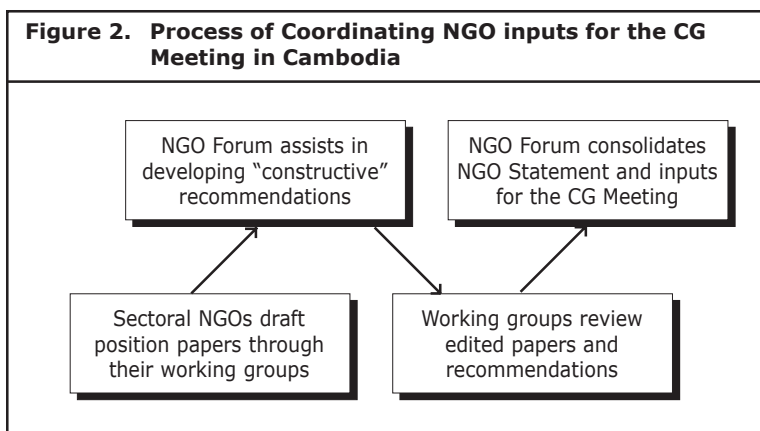 Figure 2. Process of Coordinating NGO inputs for the CG
Meeting in Cambodia
NGO Forum assists in
developing “constructive”
recommendations
NGO Forum consolidates
NGO Statement and inputs
for the CG Meeting
Sectoral NGOs draft
position papers through
their working groups
Working groups review
edited papers and
recommendations